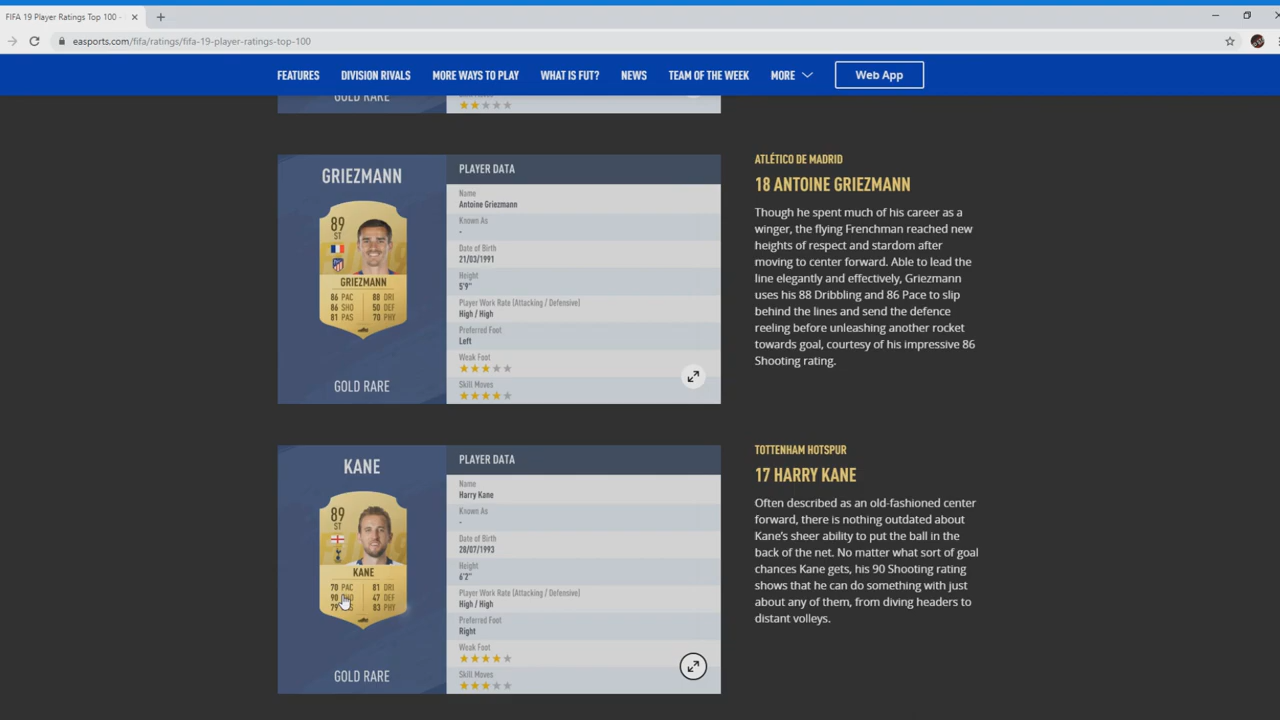 FIFA 19 Player Ratings Top 100 -
easports.com/fifa/ratings/fifa-19-player-ratings-top-100
FEATURES DIVISION RIVALS MORE WAYS TO PLAY WHAT IS FUT? NEWS TEAM OF THE WEEK MORE Web App
GOLD RARE
GRIEZMANN
89
ST
GRIEZMANN
86 PAC 88 DRI
86 SHO 50 DEF
81 PAS 70 PHY
GOLD RARE
PLAYER DATA
Name
Antoine Griezmann
Known As
-
Date of Birth
21/03/1991
Height
5'9"
Player Work Rate (Attacking / Defensive)
High / High
Preferred Foot
Left
Weak Foot
Skill Moves
ATLÉTICO DE MADRID
18 ANTOINE GRIEZMANN
Though he spent much of his career as a
winger, the flying Frenchman reached new
heights of respect and stardom after
moving to center forward. Able to lead the
line elegantly and effectively, Griezmann
uses his 88 Dribbling and 86 Pace to slip
behind the lines and send the defence
reeling before unleashing another rocket
towards goal, courtesy of his impressive 86
Shooting rating.
KANE
89
ST
KANE
70 PAC 81 DRI
90 47 DEF
79 83 PHY
GOLD RARE
PLAYER DATA
Name
Harry Kane
Known As
-
Date of Birth
28/07/1993
Height
6'2"
Player Work Rate (Attacking / Defensive)
High / High
Preferred Foot
Right
Weak Foot
Skill Moves
TOTTENHAM HOTSPUR
17 HARRY KANE
Often described as an old-fashioned center
forward, there is nothing outdated about
Kane's sheer ability to put the ball in the
back of the net. No matter what sort of goal
chances Kane gets, his 90 Shooting rating
shows that he can do something with just
about any of them, from diving headers to
distant volleys.